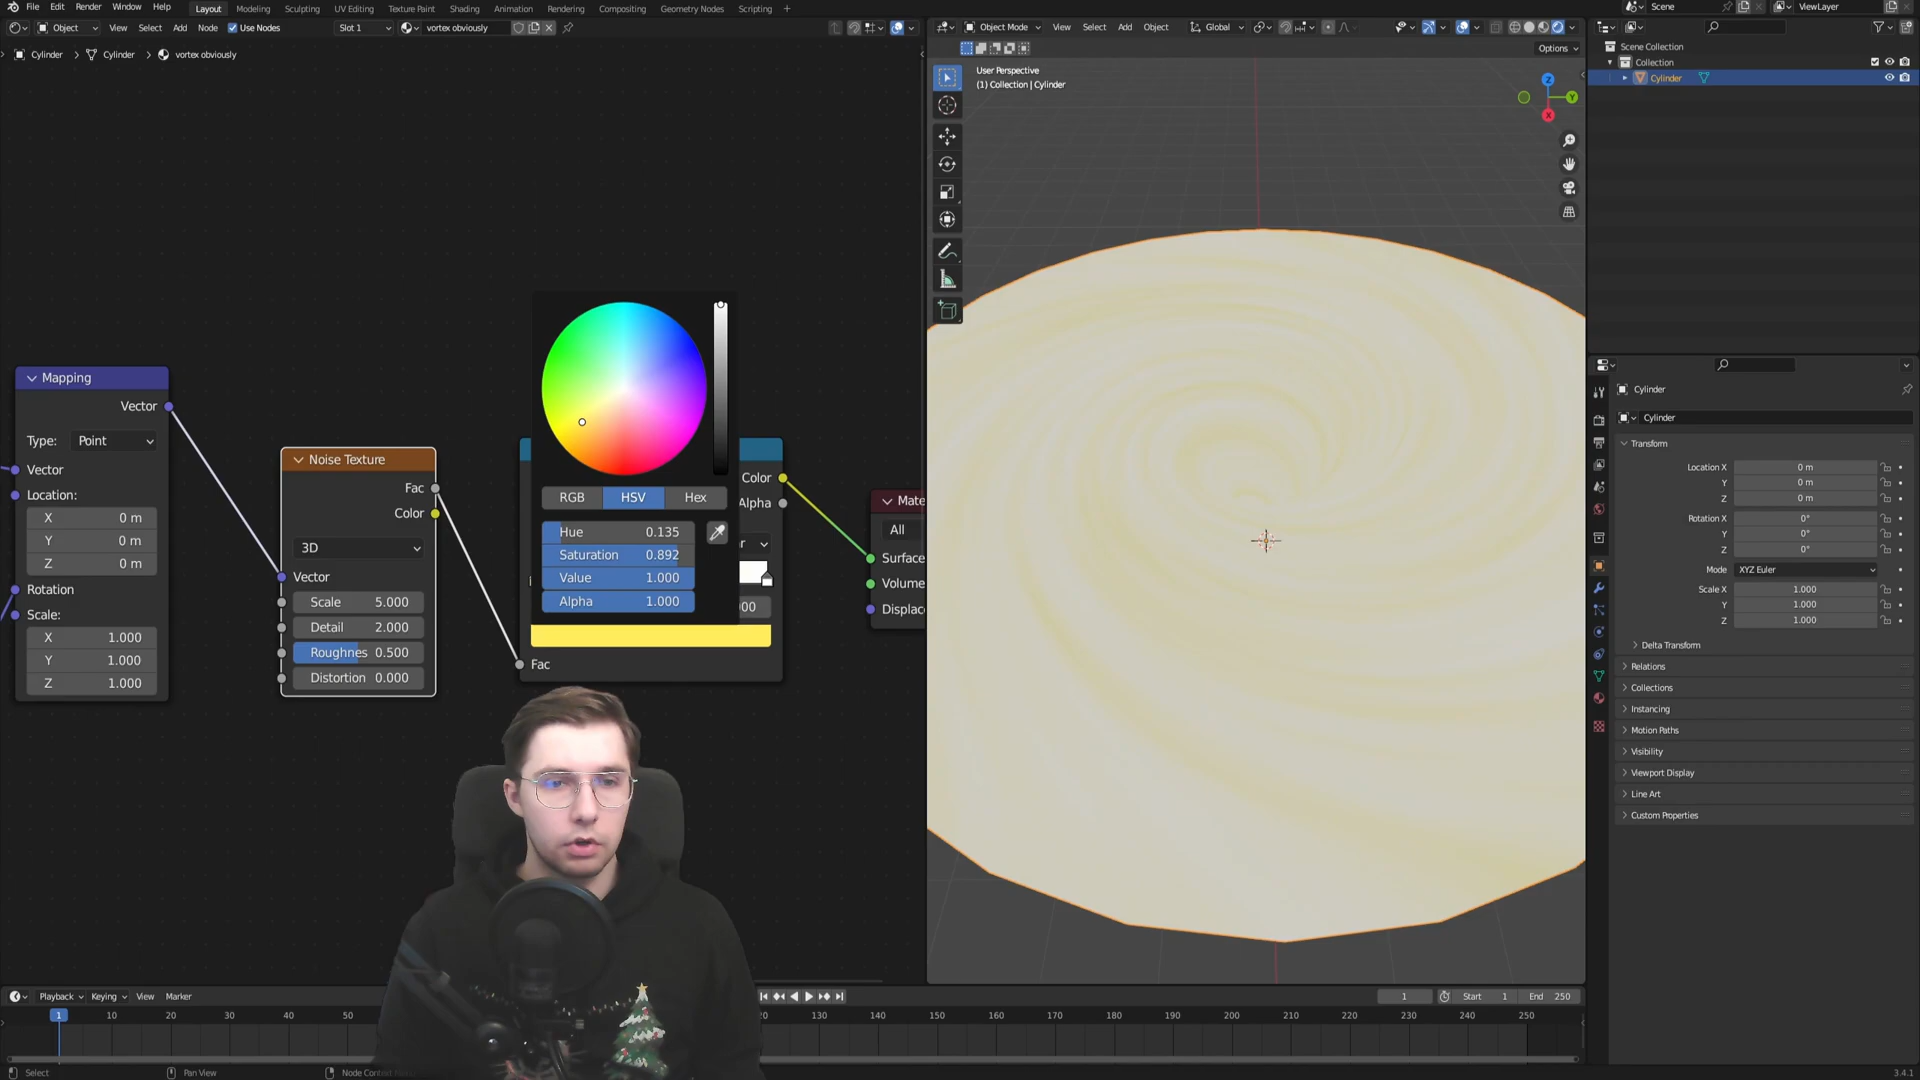 File Edit Render Window Help Layout Modeling Sculpting UV Editing Texture Paint Shading Animation Rendering Compositing Geometry Nodes Scripting + Scene ViewLayer
Object View Select Add Node Use Nodes Slot 1 vortex obviously
Object Mode View Select Add Object Global
Options
Cylinder Cylinder vortex obviously
User Perspective
(1) Collection | Cylinder
Z
Y
X
Scene Collection
Collection
Cylinder
Mapping
Vector
Type: Point
Vector
Location:
X 0 m
Y 0 m
Z 0 m
Rotation
Scale:
X 1.000
Y 1.000
Z 1.000
Noise Texture
Fac
Color
3D
Vector
Scale 5.000
Detail 2.000
Roughnes 0.500
Distortion 0.000
RGB HSV Hex
Hue 0.135
Saturation 0.892
Value 1.000
Alpha 1.000
Color
Alpha
Fac
Mate
All
Surface
Volume
Displac
Cylinder
Cylinder
Transform
Location X 0 m
Y 0 m
Z 0 m
Rotation X 0°
Y 0°
Z 0°
Mode XYZ Euler
Scale X 1.000
Y 1.000
Z 1.000
Delta Transform
Relations
Collections
Instancing
Motion Paths
Visibility
Viewport Display
Line Art
Custom Properties
Playback Keying View Marker
1 Start 1 End 250
1 10 20 30 40 50 20 130 140 150 160 170 180 190 200 210 220 230 240 250
Select Pan View 3.4.1